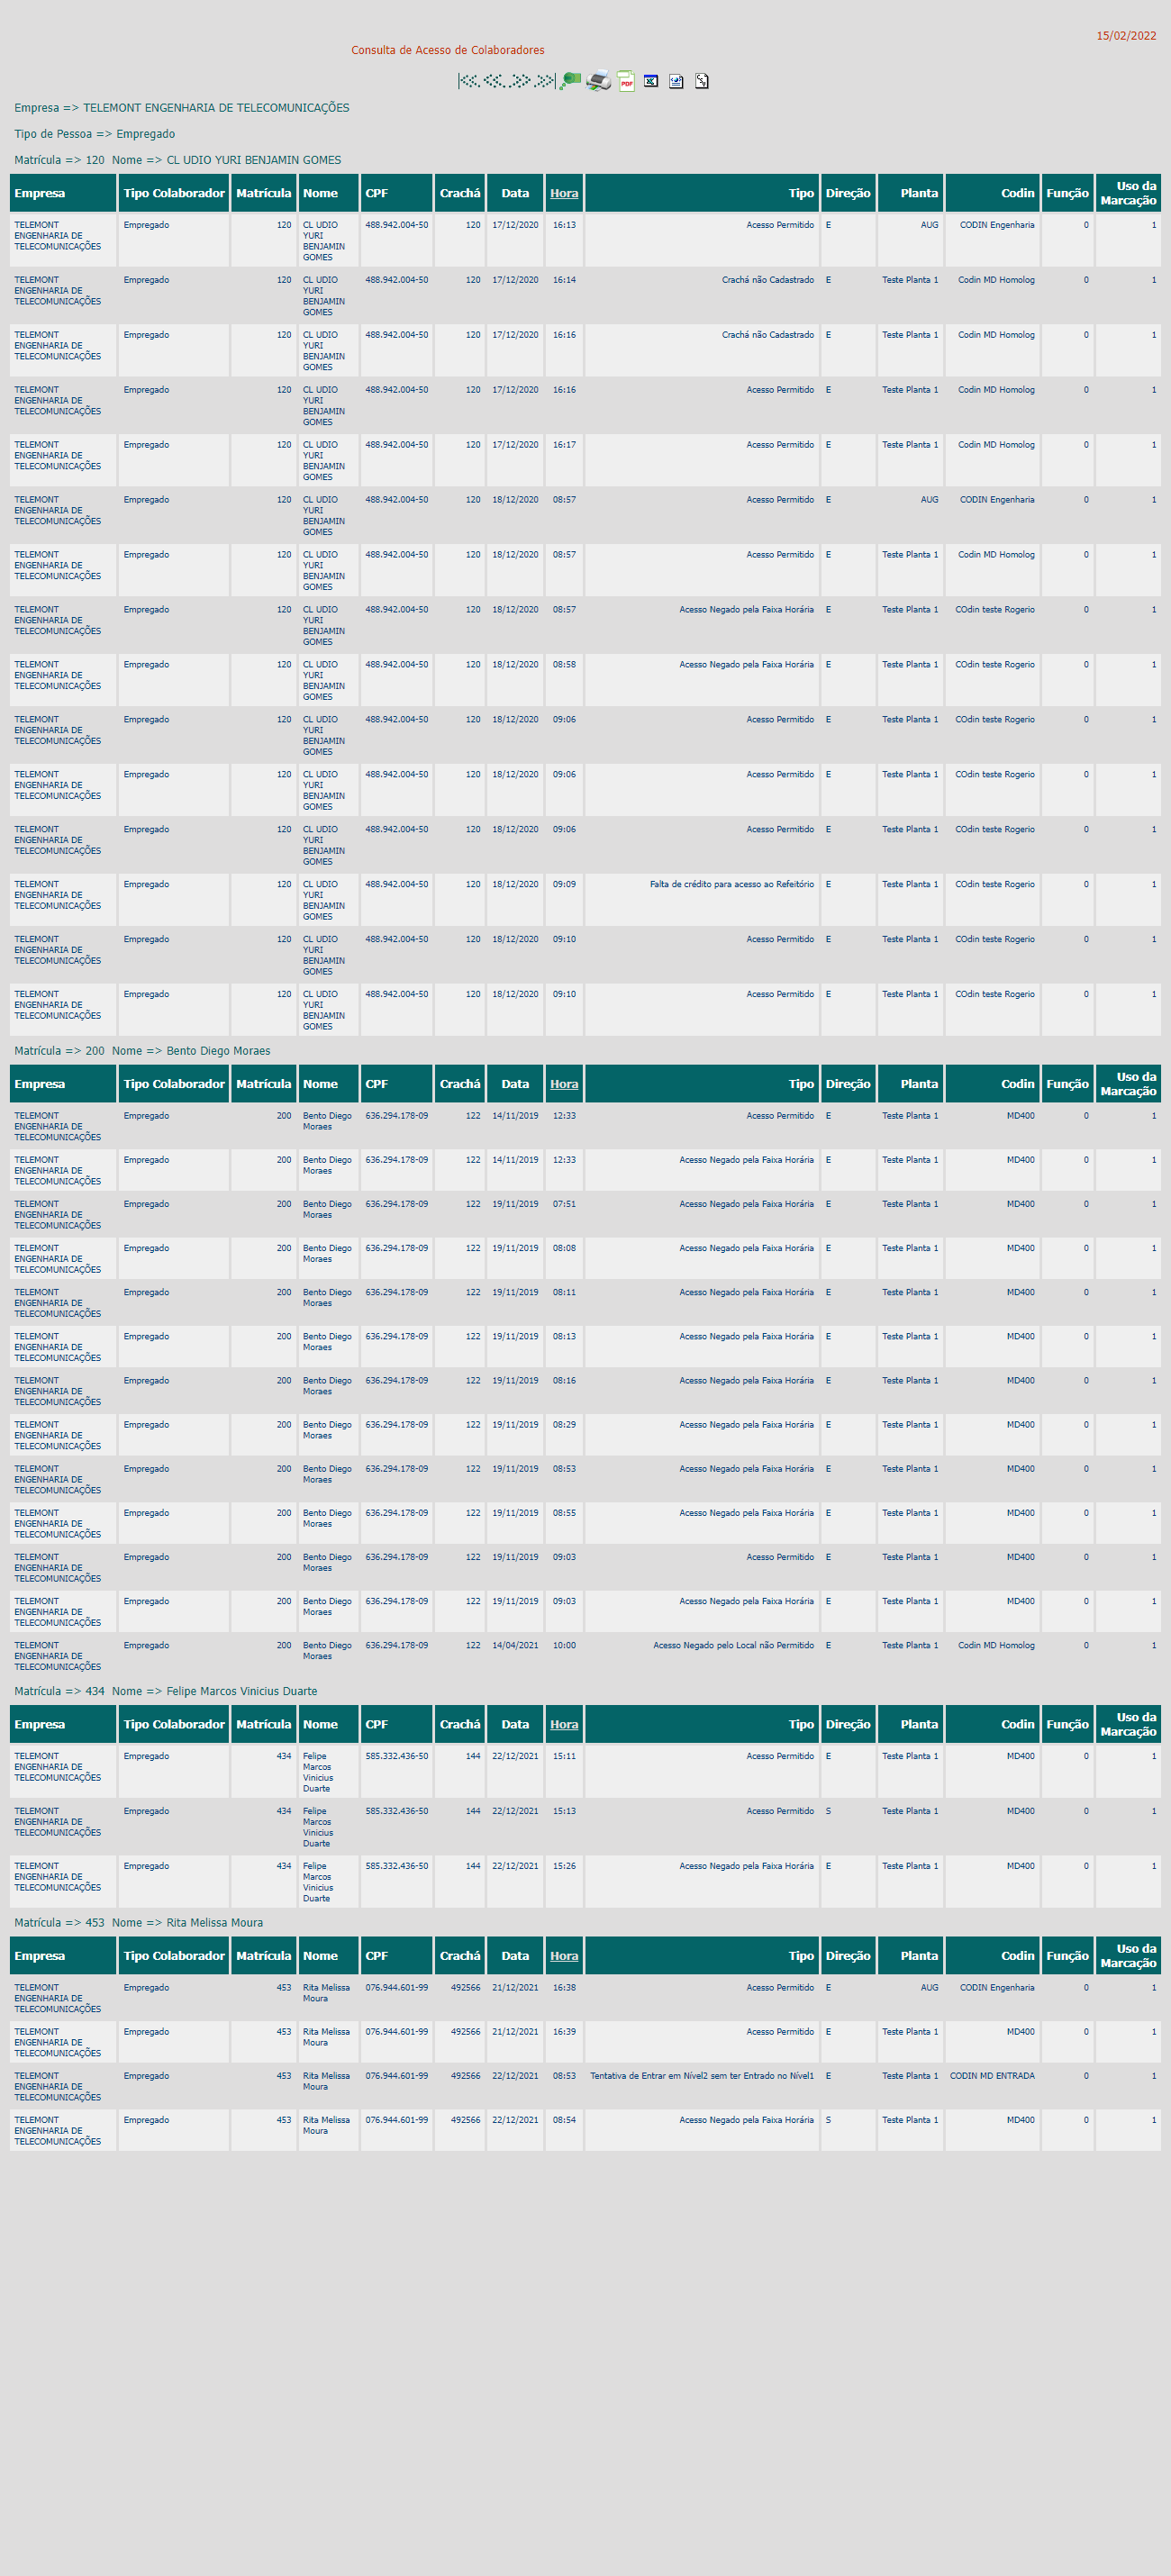 15/02/2022
Consulta de Acesso de Colaboradores
Empresa => TELEMONT ENGENHARIA DE TELECOMUNICAÇÕES
Tipo de Pessoa => Empregado
Matrícula => 120 Nome => CL UDIO YURI BENJAMIN GOMES
Empresa Tipo Colaborador Matrícula Nome CPF Crachá Data Hora Tipo Direção Planta Codin Função Uso da Marcação
TELEMONT ENGENHARIA DE TELECOMUNICAÇÕES Empregado 120 CL UDIO YURI BENJAMIN GOMES 488.942.004-50 120 17/12/2020 16:13 Acesso Permitido E AUG CODIN Engenharia 0 1
TELEMONT ENGENHARIA DE TELECOMUNICAÇÕES Empregado 120 CL UDIO YURI BENJAMIN GOMES 488.942.004-50 120 17/12/2020 16:14 Crachá não Cadastrado E Teste Planta 1 Codin MD Homolog 0 1
TELEMONT ENGENHARIA DE TELECOMUNICAÇÕES Empregado 120 CL UDIO YURI BENJAMIN GOMES 488.942.004-50 120 17/12/2020 16:16 Crachá não Cadastrado E Teste Planta 1 Codin MD Homolog 0 1
TELEMONT ENGENHARIA DE TELECOMUNICAÇÕES Empregado 120 CL UDIO YURI BENJAMIN GOMES 488.942.004-50 120 17/12/2020 16:16 Acesso Permitido E Teste Planta 1 Codin MD Homolog 0 1
TELEMONT ENGENHARIA DE TELECOMUNICAÇÕES Empregado 120 CL UDIO YURI BENJAMIN GOMES 488.942.004-50 120 17/12/2020 16:17 Acesso Permitido E Teste Planta 1 Codin MD Homolog 0 1
TELEMONT ENGENHARIA DE TELECOMUNICAÇÕES Empregado 120 CL UDIO YURI BENJAMIN GOMES 488.942.004-50 120 18/12/2020 08:57 Acesso Permitido E AUG CODIN Engenharia 0 1
TELEMONT ENGENHARIA DE TELECOMUNICAÇÕES Empregado 120 CL UDIO YURI BENJAMIN GOMES 488.942.004-50 120 18/12/2020 08:57 Acesso Permitido E Teste Planta 1 Codin MD Homolog 0 1
TELEMONT ENGENHARIA DE TELECOMUNICAÇÕES Empregado 120 CL UDIO YURI BENJAMIN GOMES 488.942.004-50 120 18/12/2020 08:57 Acesso Negado pela Faixa Horária E Teste Planta 1 COdin teste Rogerio 0 1
TELEMONT ENGENHARIA DE TELECOMUNICAÇÕES Empregado 120 CL UDIO YURI BENJAMIN GOMES 488.942.004-50 120 18/12/2020 08:58 Acesso Negado pela Faixa Horária E Teste Planta 1 COdin teste Rogerio 0 1
TELEMONT ENGENHARIA DE TELECOMUNICAÇÕES Empregado 120 CL UDIO YURI BENJAMIN GOMES 488.942.004-50 120 18/12/2020 09:06 Acesso Permitido E Teste Planta 1 COdin teste Rogerio 0 1
TELEMONT ENGENHARIA DE TELECOMUNICAÇÕES Empregado 120 CL UDIO YURI BENJAMIN GOMES 488.942.004-50 120 18/12/2020 09:06 Acesso Permitido E Teste Planta 1 COdin teste Rogerio 0 1
TELEMONT ENGENHARIA DE TELECOMUNICAÇÕES Empregado 120 CL UDIO YURI BENJAMIN GOMES 488.942.004-50 120 18/12/2020 09:06 Acesso Permitido E Teste Planta 1 COdin teste Rogerio 0 1
TELEMONT ENGENHARIA DE TELECOMUNICAÇÕES Empregado 120 CL UDIO YURI BENJAMIN GOMES 488.942.004-50 120 18/12/2020 09:09 Falta de crédito para acesso ao Refeitório E Teste Planta 1 COdin teste Rogerio 0 1
TELEMONT ENGENHARIA DE TELECOMUNICAÇÕES Empregado 120 CL UDIO YURI BENJAMIN GOMES 488.942.004-50 120 18/12/2020 09:10 Acesso Permitido E Teste Planta 1 COdin teste Rogerio 0 1
TELEMONT ENGENHARIA DE TELECOMUNICAÇÕES Empregado 120 CL UDIO YURI BENJAMIN GOMES 488.942.004-50 120 18/12/2020 09:10 Acesso Permitido E Teste Planta 1 COdin teste Rogerio 0 1
Matrícula => 200 Nome => Bento Diego Moraes
Empresa Tipo Colaborador Matrícula Nome CPF Crachá Data Hora Tipo Direção Planta Codin Função Uso da Marcação
TELEMONT ENGENHARIA DE TELECOMUNICAÇÕES Empregado 200 Bento Diego Moraes 636.294.178-09 122 14/11/2019 12:33 Acesso Permitido E Teste Planta 1 MD400 0 1
TELEMONT ENGENHARIA DE TELECOMUNICAÇÕES Empregado 200 Bento Diego Moraes 636.294.178-09 122 14/11/2019 12:33 Acesso Negado pela Faixa Horária E Teste Planta 1 MD400 0 1
TELEMONT ENGENHARIA DE TELECOMUNICAÇÕES Empregado 200 Bento Diego Moraes 636.294.178-09 122 19/11/2019 07:51 Acesso Negado pela Faixa Horária E Teste Planta 1 MD400 0 1
TELEMONT ENGENHARIA DE TELECOMUNICAÇÕES Empregado 200 Bento Diego Moraes 636.294.178-09 122 19/11/2019 08:08 Acesso Negado pela Faixa Horária E Teste Planta 1 MD400 0 1
TELEMONT ENGENHARIA DE TELECOMUNICAÇÕES Empregado 200 Bento Diego Moraes 636.294.178-09 122 19/11/2019 08:11 Acesso Negado pela Faixa Horária E Teste Planta 1 MD400 0 1
TELEMONT ENGENHARIA DE TELECOMUNICAÇÕES Empregado 200 Bento Diego Moraes 636.294.178-09 122 19/11/2019 08:13 Acesso Negado pela Faixa Horária E Teste Planta 1 MD400 0 1
TELEMONT ENGENHARIA DE TELECOMUNICAÇÕES Empregado 200 Bento Diego Moraes 636.294.178-09 122 19/11/2019 08:16 Acesso Negado pela Faixa Horária E Teste Planta 1 MD400 0 1
TELEMONT ENGENHARIA DE TELECOMUNICAÇÕES Empregado 200 Bento Diego Moraes 636.294.178-09 122 19/11/2019 08:29 Acesso Negado pela Faixa Horária E Teste Planta 1 MD400 0 1
TELEMONT ENGENHARIA DE TELECOMUNICAÇÕES Empregado 200 Bento Diego Moraes 636.294.178-09 122 19/11/2019 08:53 Acesso Negado pela Faixa Horária E Teste Planta 1 MD400 0 1
TELEMONT ENGENHARIA DE TELECOMUNICAÇÕES Empregado 200 Bento Diego Moraes 636.294.178-09 122 19/11/2019 08:55 Acesso Negado pela Faixa Horária E Teste Planta 1 MD400 0 1
TELEMONT ENGENHARIA DE TELECOMUNICAÇÕES Empregado 200 Bento Diego Moraes 636.294.178-09 122 19/11/2019 09:03 Acesso Permitido E Teste Planta 1 MD400 0 1
TELEMONT ENGENHARIA DE TELECOMUNICAÇÕES Empregado 200 Bento Diego Moraes 636.294.178-09 122 19/11/2019 09:03 Acesso Negado pela Faixa Horária E Teste Planta 1 MD400 0 1
TELEMONT ENGENHARIA DE TELECOMUNICAÇÕES Empregado 200 Bento Diego Moraes 636.294.178-09 122 14/04/2021 10:00 Acesso Negado pelo Local não Permitido E Teste Planta 1 Codin MD Homolog 0 1
Matrícula => 434 Nome => Felipe Marcos Vinicius Duarte
Empresa Tipo Colaborador Matrícula Nome CPF Crachá Data Hora Tipo Direção Planta Codin Função Uso da Marcação
TELEMONT ENGENHARIA DE TELECOMUNICAÇÕES Empregado 434 Felipe Marcos Vinicius Duarte 585.332.436-50 144 22/12/2021 15:11 Acesso Permitido E Teste Planta 1 MD400 0 1
TELEMONT ENGENHARIA DE TELECOMUNICAÇÕES Empregado 434 Felipe Marcos Vinicius Duarte 585.332.436-50 144 22/12/2021 15:13 Acesso Permitido S Teste Planta 1 MD400 0 1
TELEMONT ENGENHARIA DE TELECOMUNICAÇÕES Empregado 434 Felipe Marcos Vinicius Duarte 585.332.436-50 144 22/12/2021 15:26 Acesso Negado pela Faixa Horária E Teste Planta 1 MD400 0 1
Matrícula => 453 Nome => Rita Melissa Moura
Empresa Tipo Colaborador Matrícula Nome CPF Crachá Data Hora Tipo Direção Planta Codin Função Uso da Marcação
TELEMONT ENGENHARIA DE TELECOMUNICAÇÕES Empregado 453 Rita Melissa Moura 076.944.601-99 492566 21/12/2021 16:38 Acesso Permitido E AUG CODIN Engenharia 0 1
TELEMONT ENGENHARIA DE TELECOMUNICAÇÕES Empregado 453 Rita Melissa Moura 076.944.601-99 492566 21/12/2021 16:39 Acesso Permitido E Teste Planta 1 MD400 0 1
TELEMONT ENGENHARIA DE TELECOMUNICAÇÕES Empregado 453 Rita Melissa Moura 076.944.601-99 492566 22/12/2021 08:53 Tentativa de Entrar em Nível2 sem ter Entrado no Nível1 E Teste Planta 1 CODIN MD ENTRADA 0 1
TELEMONT ENGENHARIA DE TELECOMUNICAÇÕES Empregado 453 Rita Melissa Moura 076.944.601-99 492566 22/12/2021 08:54 Acesso Negado pela Faixa Horária S Teste Planta 1 MD400 0 1